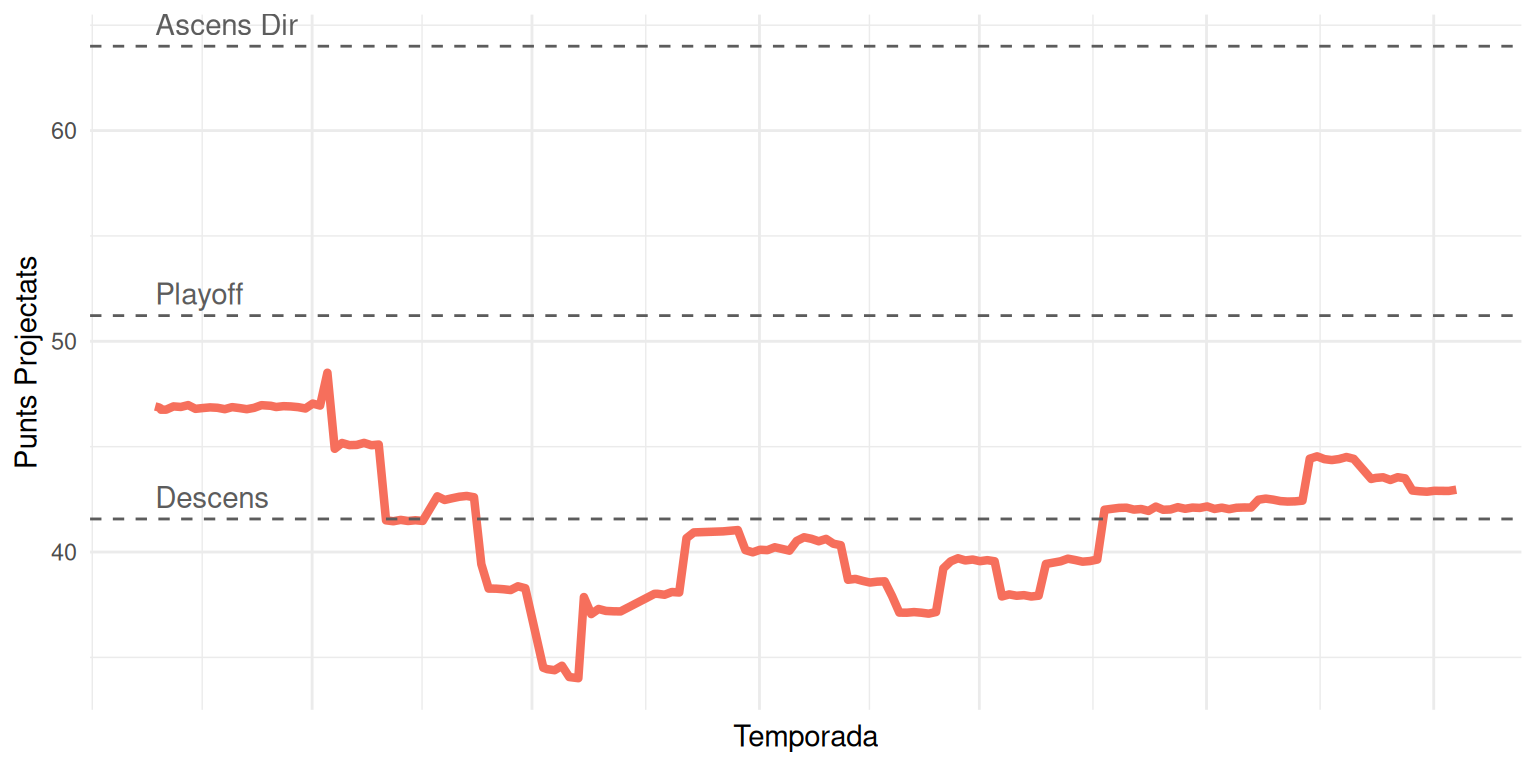 Ascens Dir
60
Playoff
50
Descens
40
Punts Projectats
Temporada